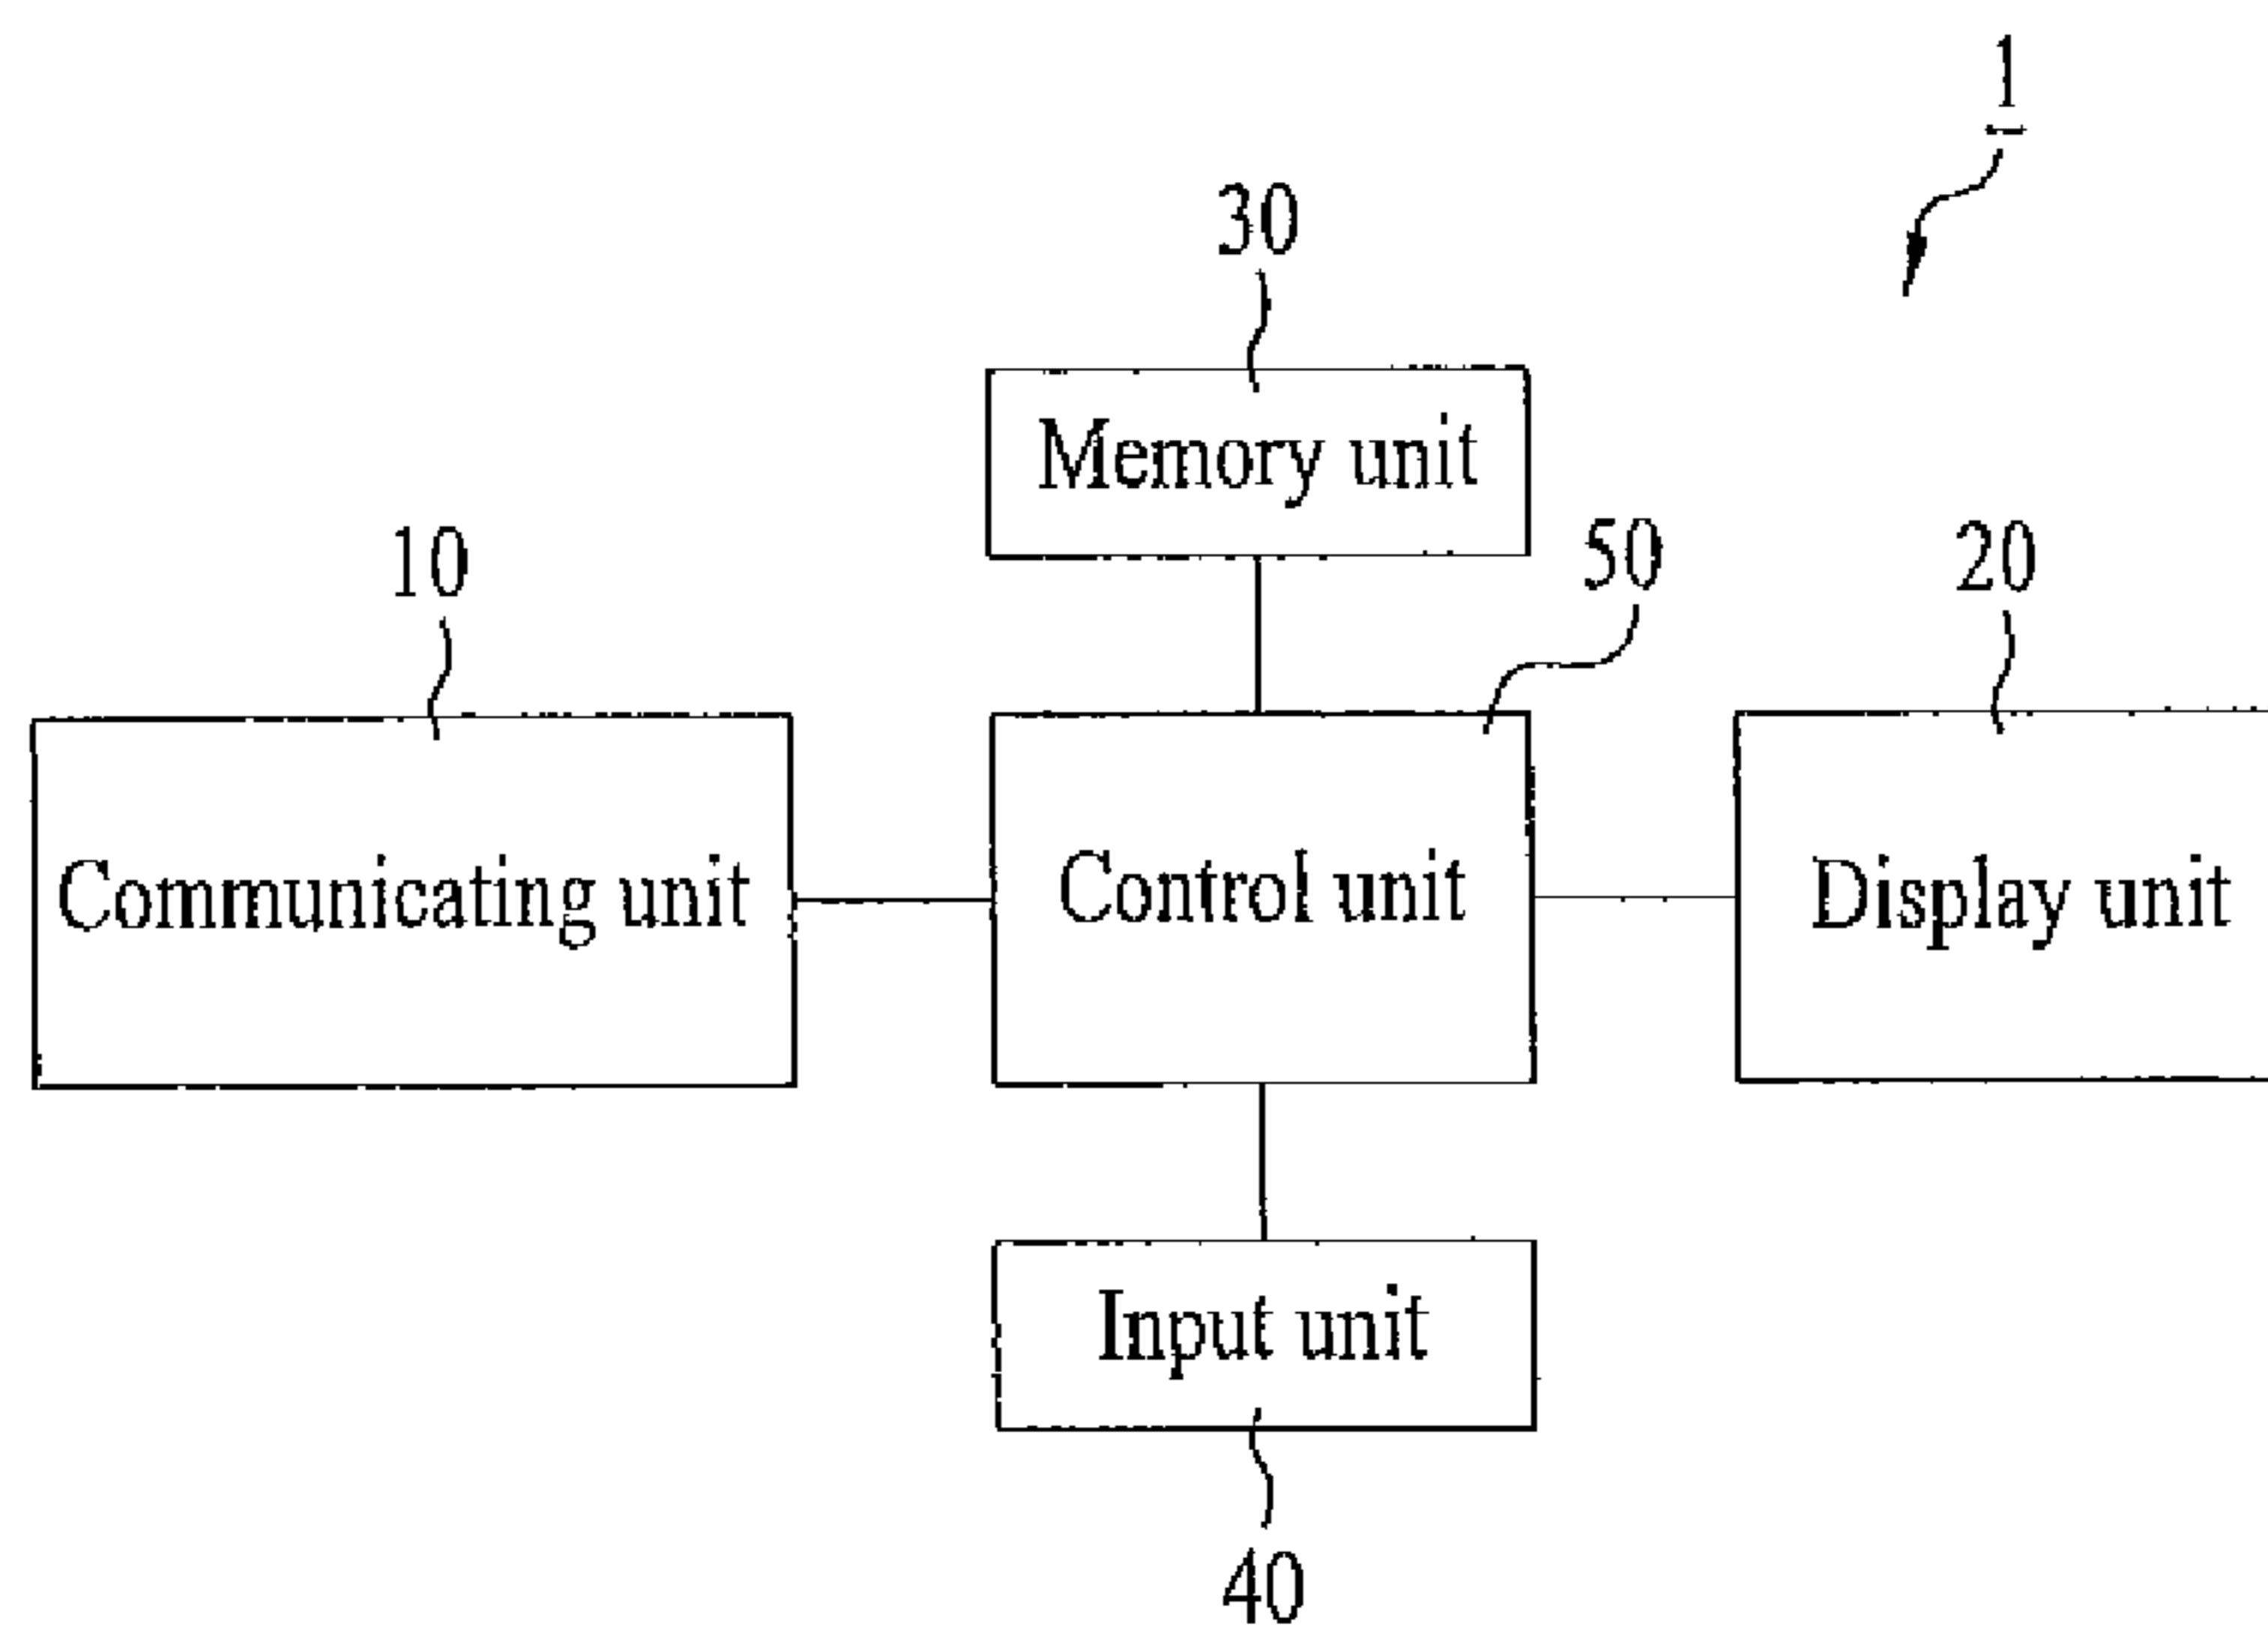 1
30
Memory unit
10
50
20
Communicating unit
Control unit
Display unit
Input unit
40